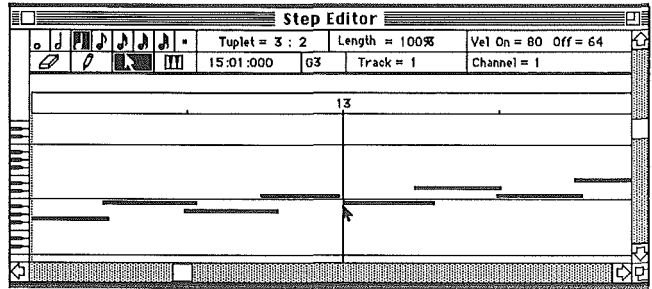 Step Editor
Tuplet = 3 : 2 Length = 100% Vel On = 80 Off = 64
15:01:000 G3 Track = 1 Channel = 1
13